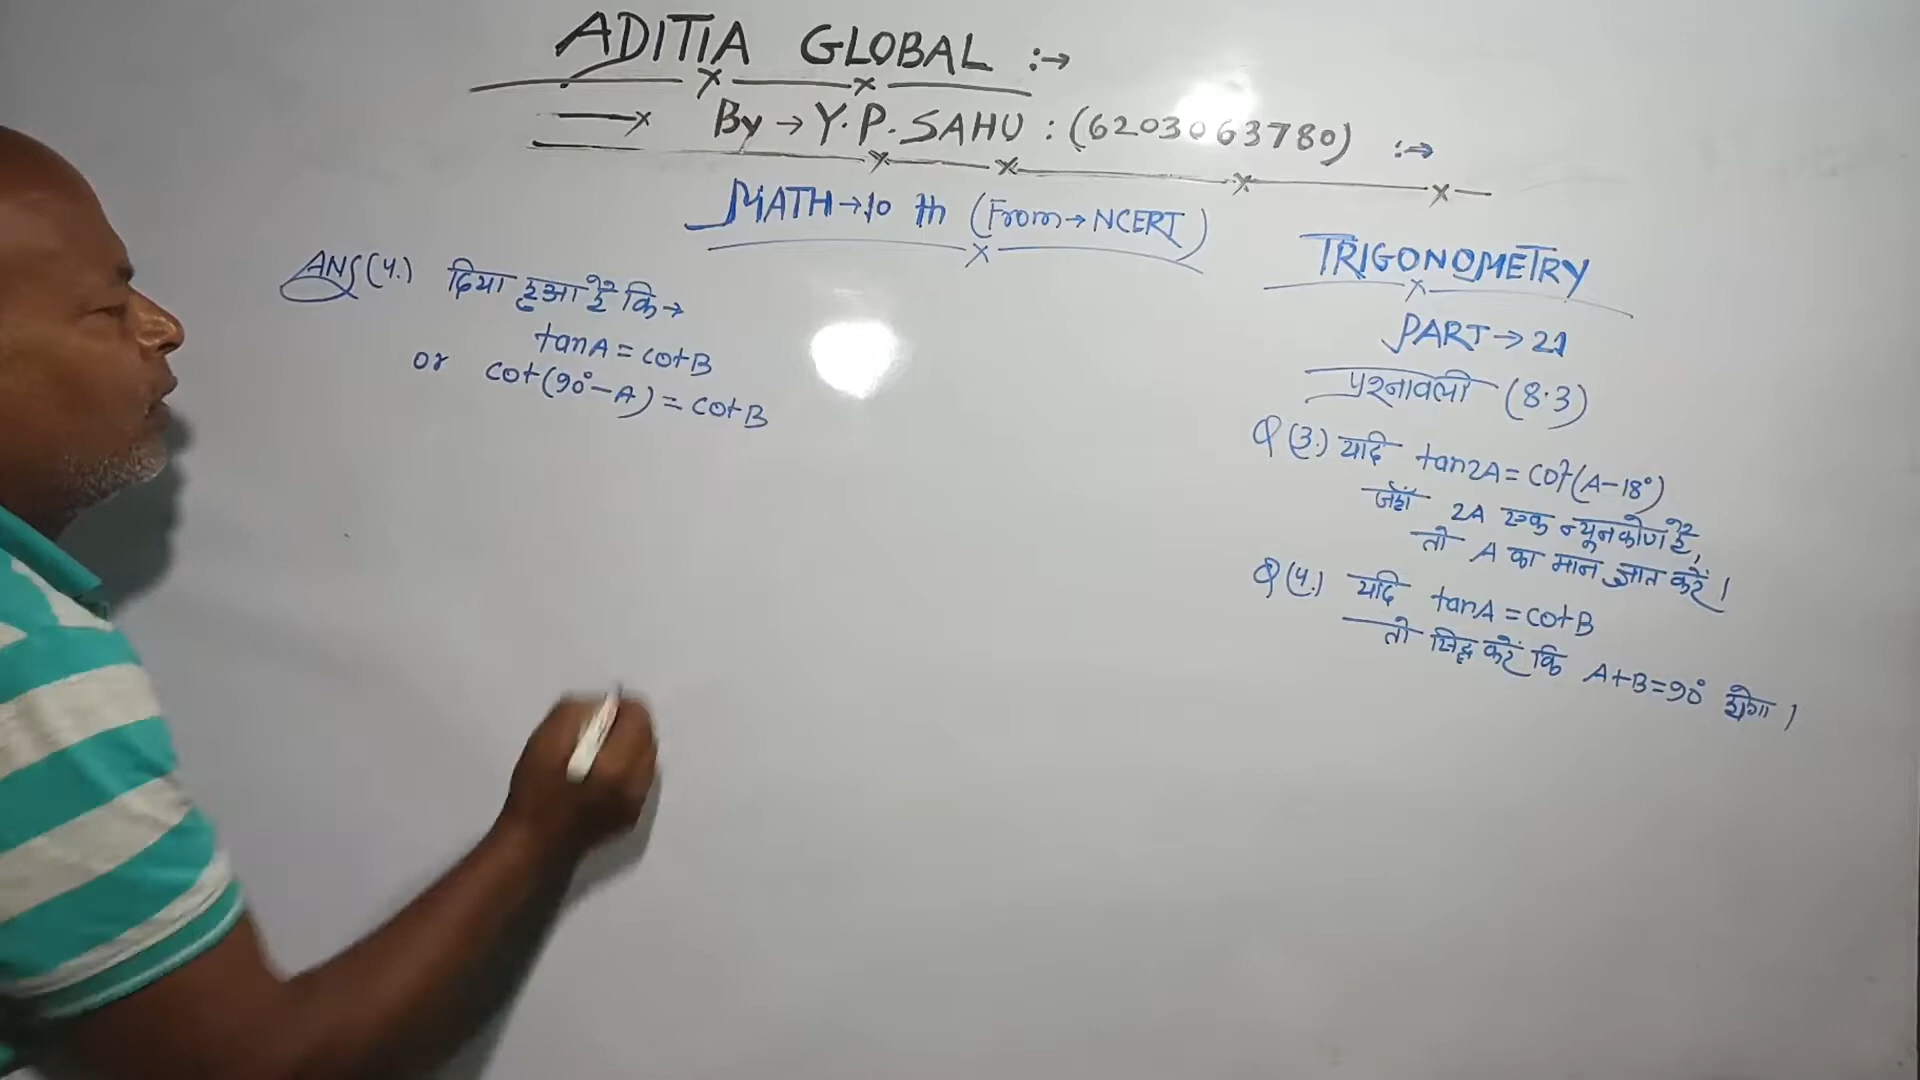 ADITIA GLOBAL :→
By → Y.P. SAHU : (6203063780) :→
MATH → 10 th (From → NCERT)
ANS (4.) दिया हुआ है कि →
tanA = cotB
or cot(90° - A) = cotB
TRIGONOMETRY
PART → 21
प्रश्नावली (8.3)
Q (3.) यदि tan2A = cot(A-18°)
जहाँ 2A एक न्यूनकोण है,
तो A का मान ज्ञात करें।
Q (4.) यदि tanA = cotB
तो सिद्ध करें कि A+B=90° होगा।